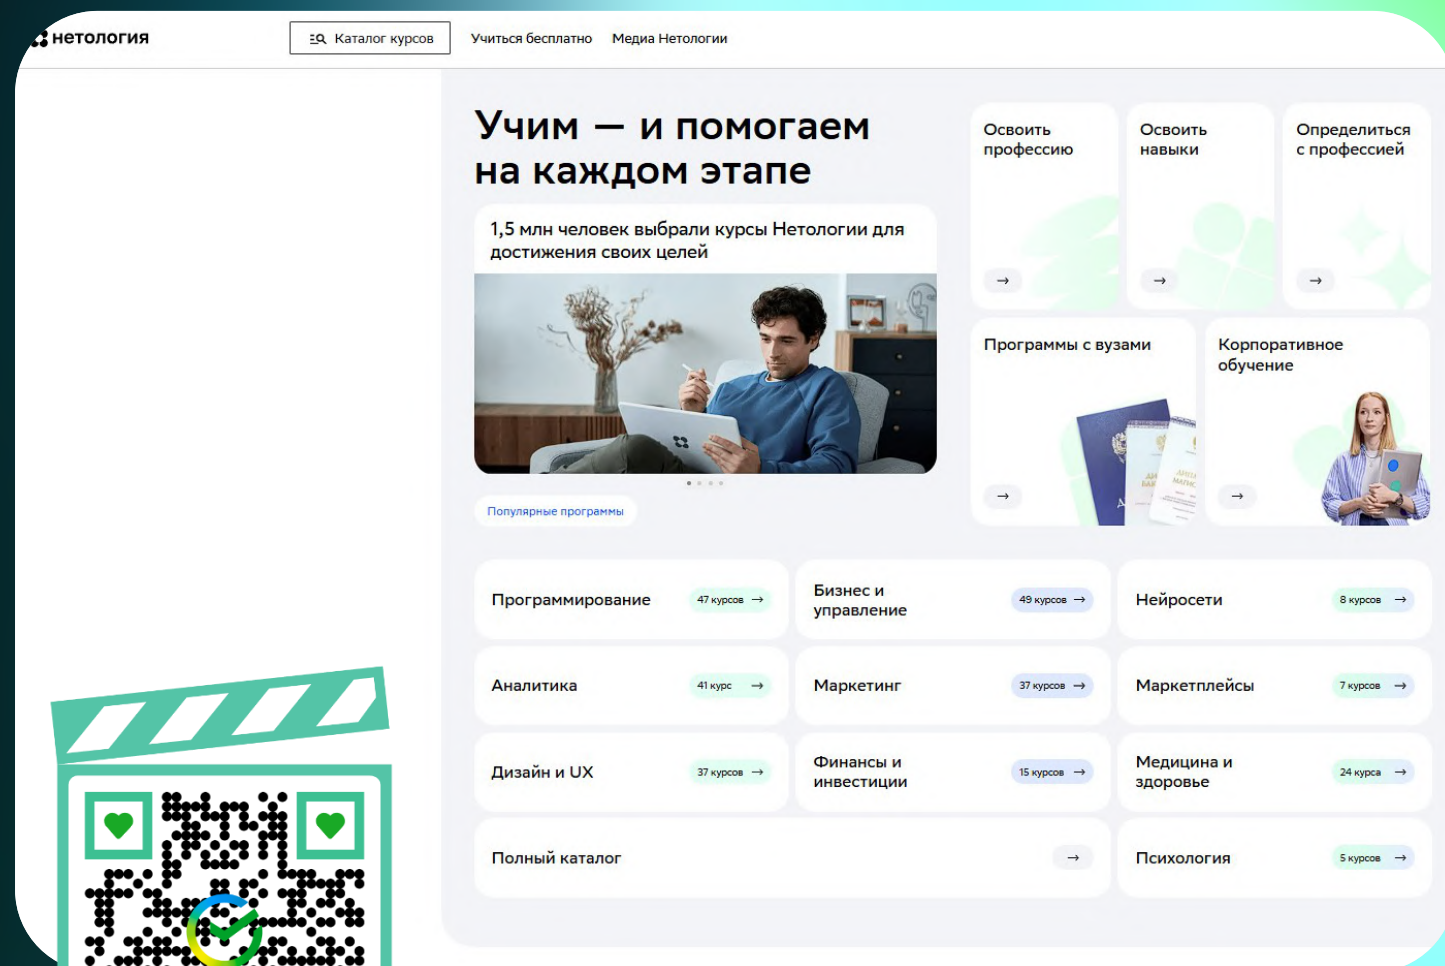 нетология
Каталог курсов
Учиться бесплатно
Медиа Нетологии
Учим — и помогаем
на каждом этапе
1,5 млн человек выбрали курсы Нетологии для
достижения своих целей
Популярные программы
Освоить
профессию
Освоить
навыки
Определиться
с профессией
Программы с вузами
Корпоративное
обучение
Программирование
47 курсов
Бизнес и
управление
49 курсов
Нейросети
8 курсов
Аналитика
41 курс
Маркетинг
37 курсов
Маркетплейсы
7 курсов
Дизайн и UX
37 курсов
Финансы и
инвестиции
15 курсов
Медицина и
здоровье
24 курса
Полный каталог
Психология
5 курсов